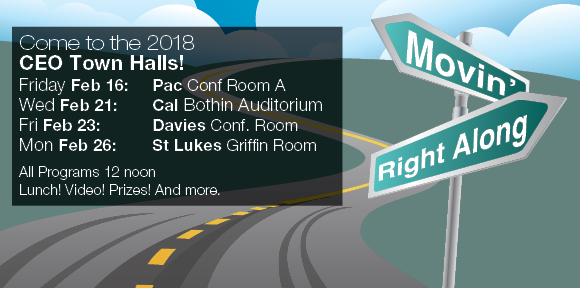 Come to the 2018
CEO Town Halls!
Friday Feb 16: Pac Conf Room A
Wed Feb 21: Cal Bothin Auditorium
Fri Feb 23: Davies Conf. Room
Mon Feb 26: St Lukes Griffin Room
All Programs 12 noon
Lunch! Video! Prizes! And more.
Movin'
Right Along